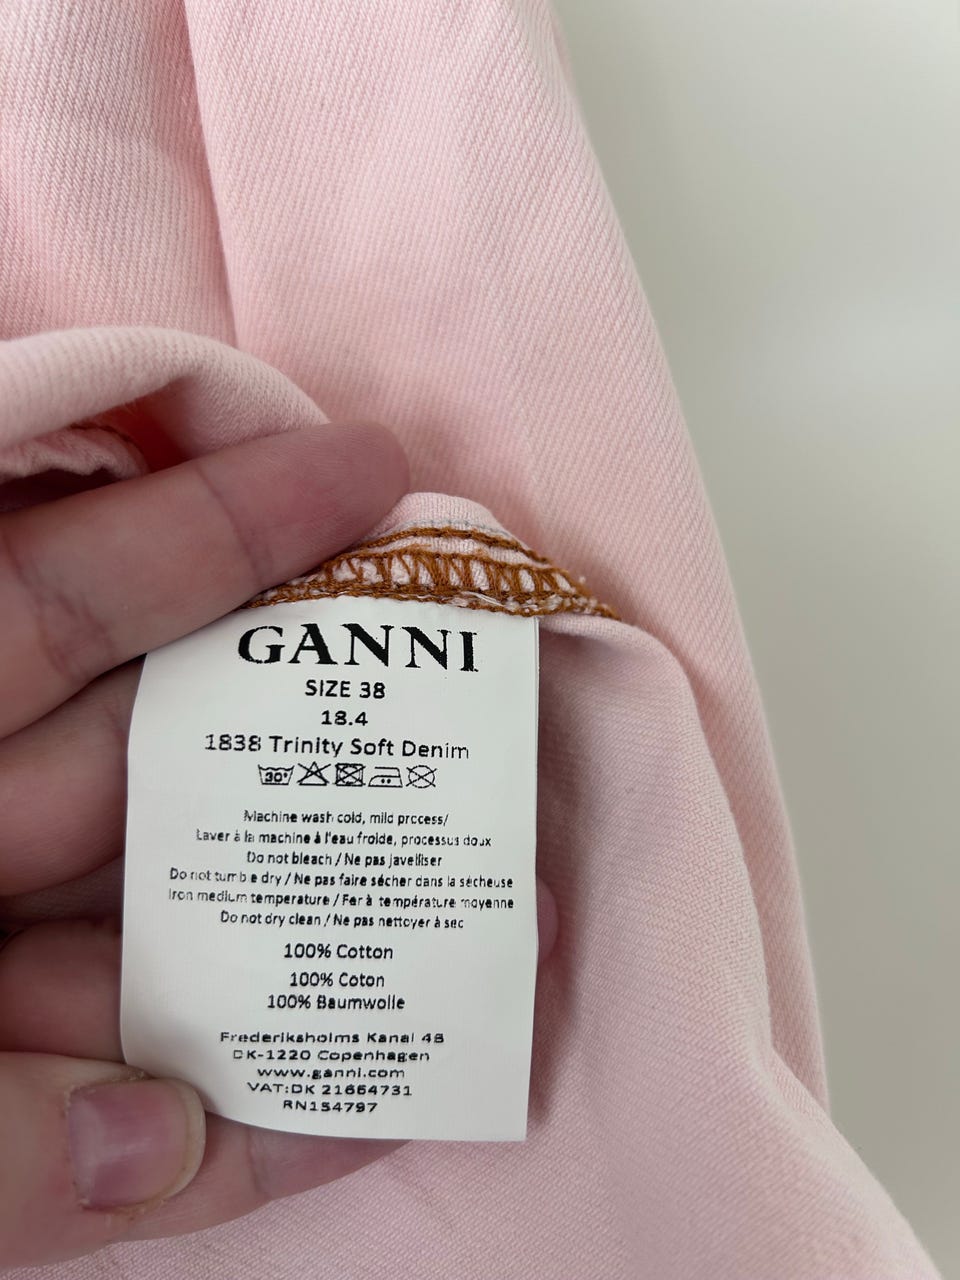 GANNI
SIZE 38
18.4
1838 Trinity Soft Denim
30°
Machine wash cold, mild process/
Laver à la machine à l'eau froide, processus doux
Do not bleach / Ne pas javelliser
Do not tumble dry / Ne pas faire sécher dans la sécheuse
Iron medium temperature / Fer à température moyenne
Do not dry clean / Ne pas nettoyer à sec
100% Cotton
100% Coton
100% Baumwolle
Frederiksholms Kanal 4B
DK-1220 Copenhagen
www.ganni.com
VAT:DK 21664731
RN154797